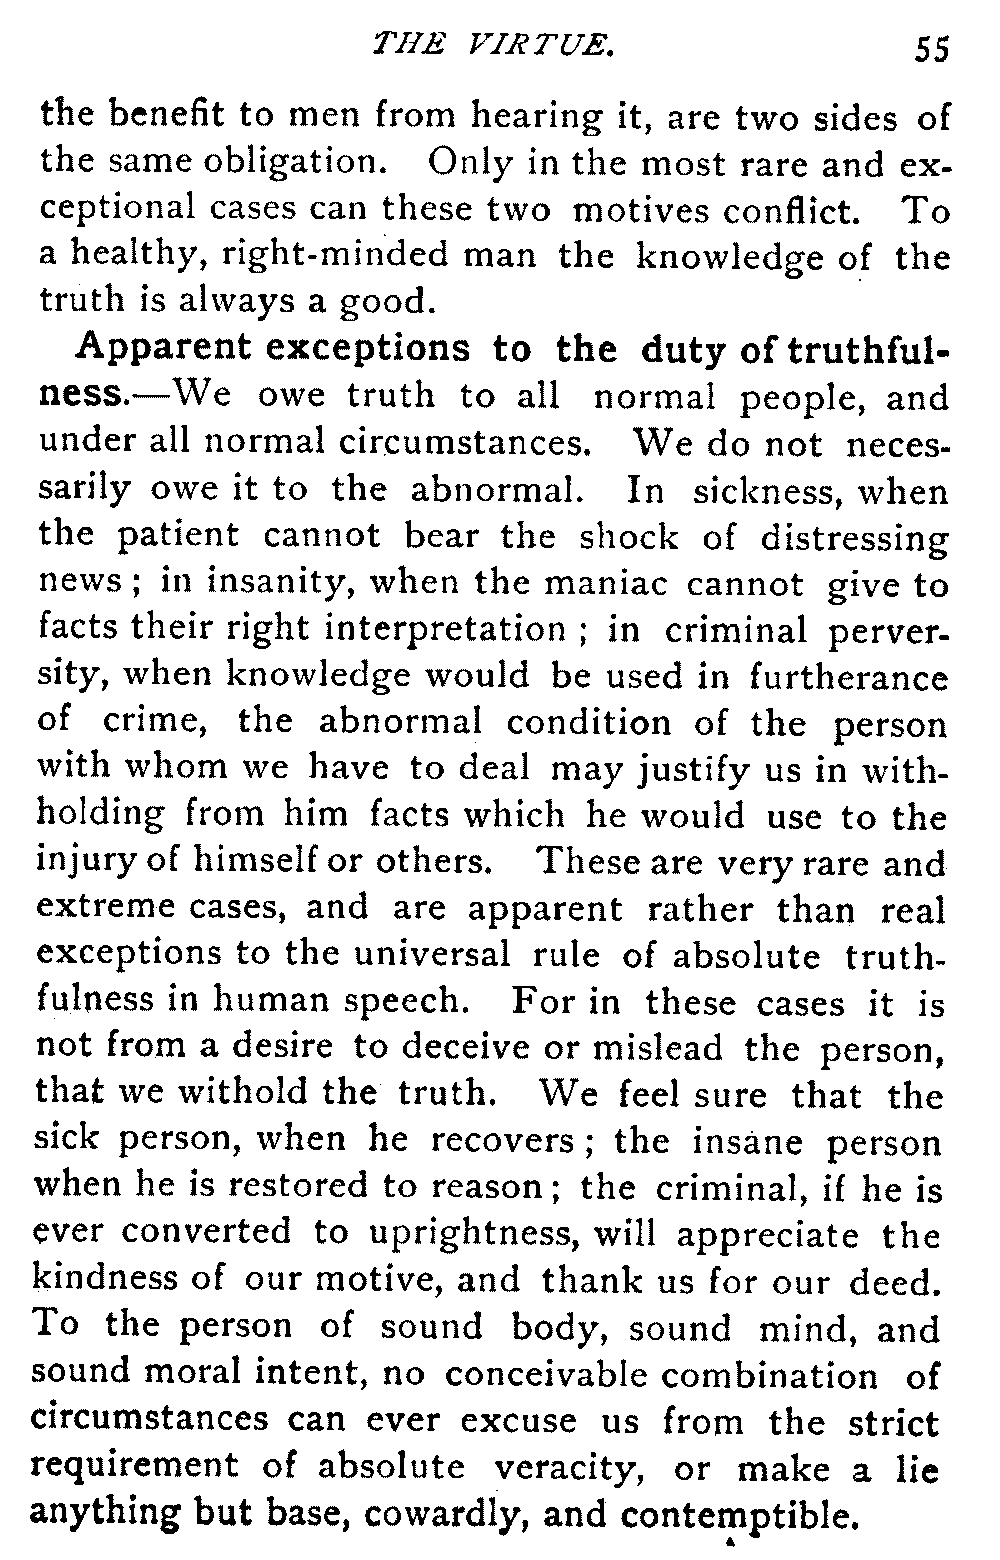 THE VIRTUE. 55
the benefit to men from hearing it, are two sides of
the same obligation. Only in the most rare and ex-
ceptional cases can these two motives conflict. To
a healthy, right-minded man the knowledge of the
truth is always a good.
Apparent exceptions to the duty of truthful-
ness.—We owe truth to all normal people, and
under all normal circumstances. We do not neces-
sarily owe it to the abnormal. In sickness, when
the patient cannot bear the shock of distressing
news ; in insanity, when the maniac cannot give to
facts their right interpretation ; in criminal perver-
sity, when knowledge would be used in furtherance
of crime, the abnormal condition of the person
with whom we have to deal may justify us in with-
holding from him facts which he would use to the
injury of himself or others. These are very rare and
extreme cases, and are apparent rather than real
exceptions to the universal rule of absolute truth-
fulness in human speech. For in these cases it is
not from a desire to deceive or mislead the person,
that we withold the truth. We feel sure that the
sick person, when he recovers ; the insane person
when he is restored to reason ; the criminal, if he is
ever converted to uprightness, will appreciate the
kindness of our motive, and thank us for our deed.
To the person of sound body, sound mind, and
sound moral intent, no conceivable combination of
circumstances can ever excuse us from the strict
requirement of absolute veracity, or make a lie
anything but base, cowardly, and contemptible.